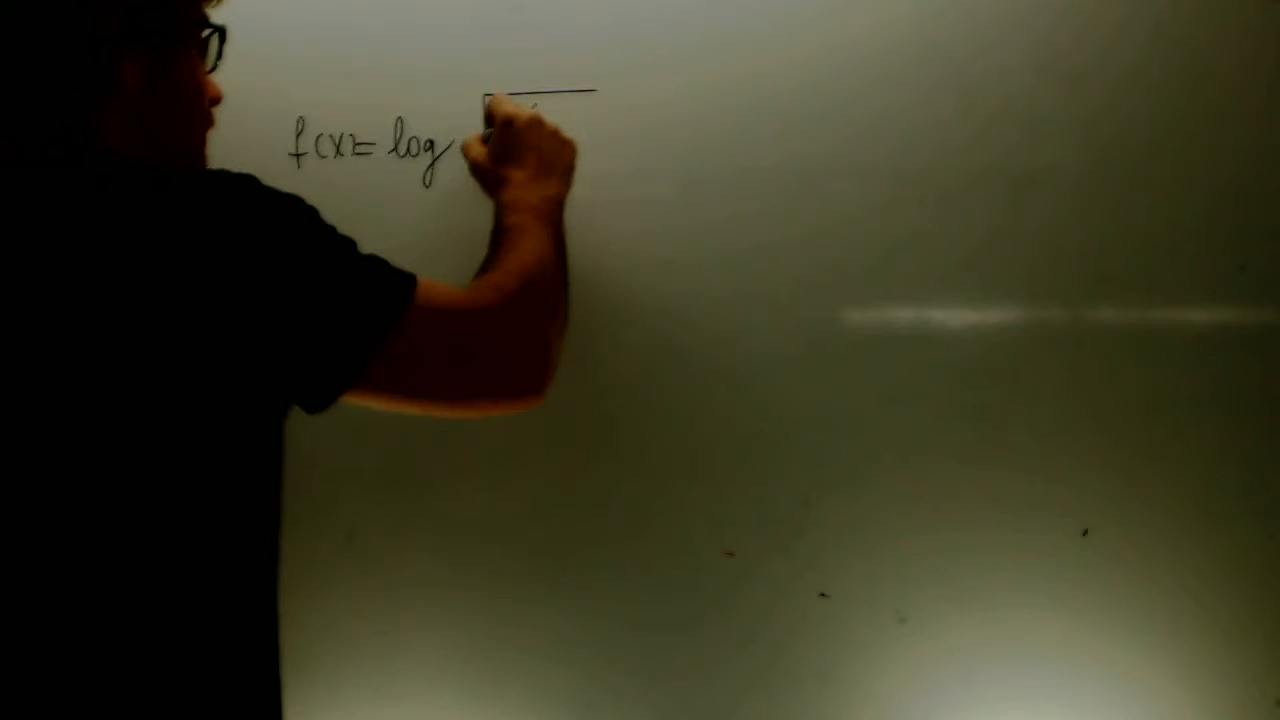 f(x)= log √